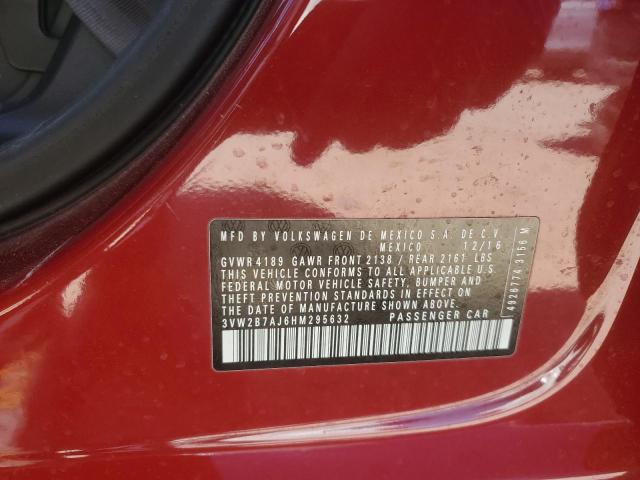 MFD BY VOLKSWAGEN DE MEXICO S.A. DE C.V.
MEXICO 12/16
GVWR 4189 GAWR FRONT 2138 / REAR 2161 LBS
THIS VEHICLE CONFORMS TO ALL APPLICABLE U.S.
FEDERAL MOTOR VEHICLE SAFETY, BUMPER AND
THEFT PREVENTION STANDARDS IN EFFECT ON
THE DATE OF MANUFACTURE SHOWN ABOVE.
3VW2B7AJ6HM295632 PASSENGER CAR
4926774 3156 M